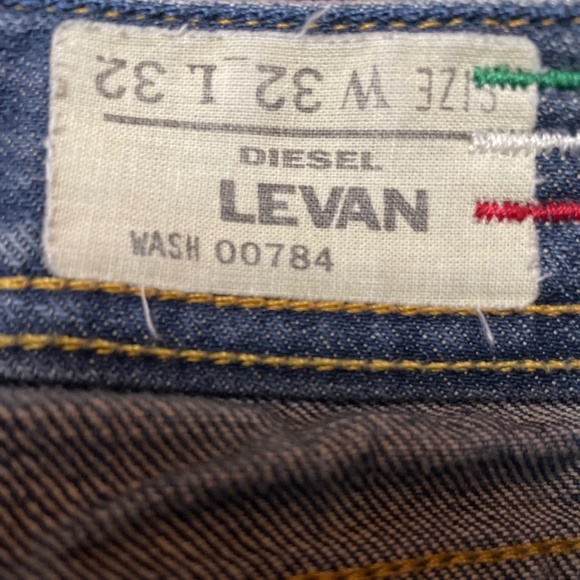 SIZE W 32 L 32
DIESEL
LEVAN
WASH 00784